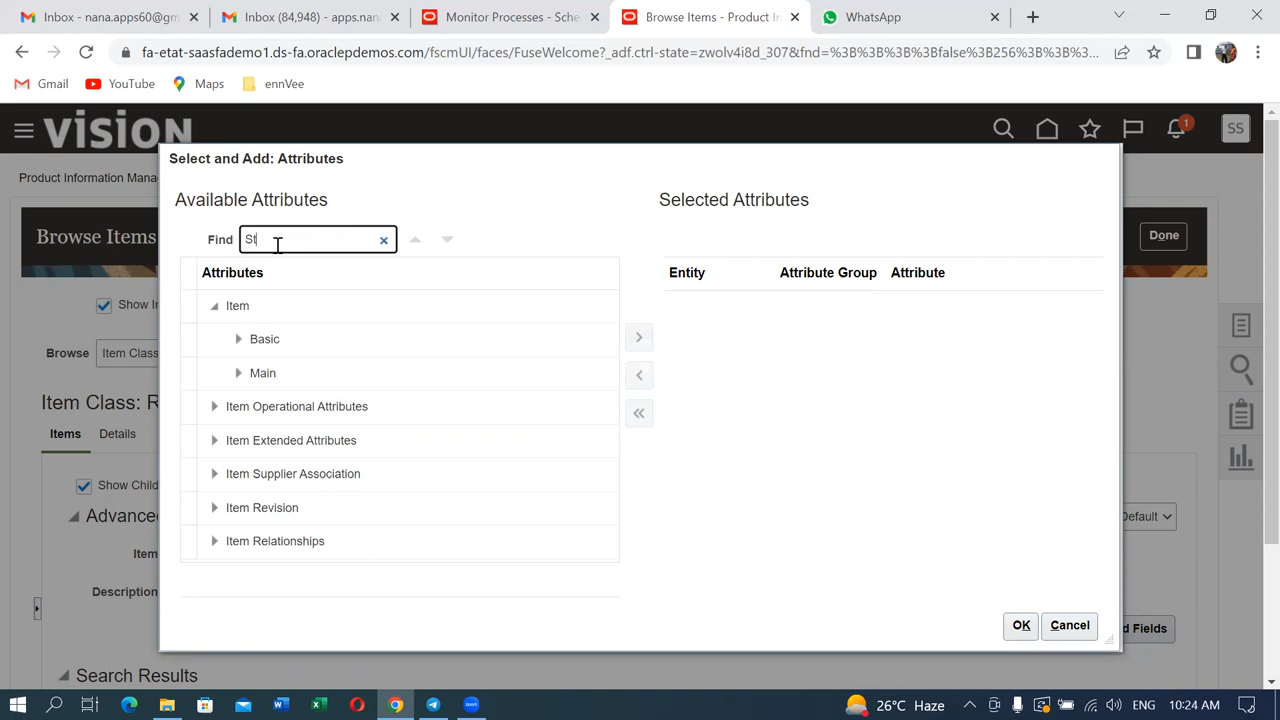 Inbox - nana.apps60@gm
Inbox (84,948) - apps.nana
Monitor Processes - Sche
Browse Items - Product In
WhatsApp
fa-etat-saasfademo1.ds-fa.oraclepdemos.com/fscmUI/faces/FuseWelcome?_adf.ctrl-state=zwolv4i8d_307&fnd=%3B%3B%3B%3Bfalse%3B256%3B%3B%3...
Gmail
YouTube
Maps
ennVee
vision
1
SS
Product Information Mana
Select and Add: Attributes
Available Attributes
Selected Attributes
Browse Items
Find
St
Done
Attributes
Entity
Attribute Group
Attribute
Show In
Item
Browse
Item Class
Basic
Main
Item Class: R
Item Operational Attributes
Items
Details
Item Extended Attributes
Show Child
Item Supplier Association
Advance
Item Revision
Default
Item
Item Relationships
Description
OK
Cancel
d Fields
Search Results
26°C Haze
10:24 AM